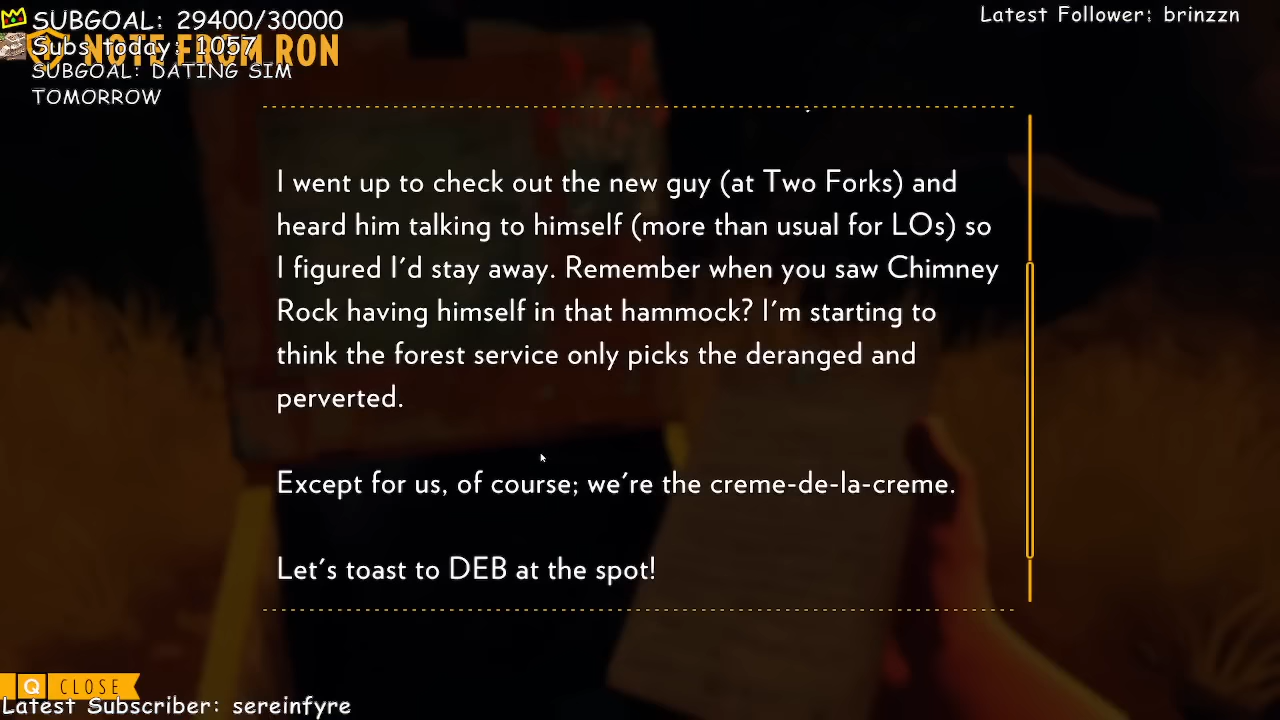 SUBGOAL: 29400/30000
Latest Follower: brinzzn
Subs today: 1057
NOTE FROM RON
SUBGOAL: DATING SIM
TOMORROW
I went up to check out the new guy (at Two Forks) and
heard him talking to himself (more than usual for LOs) so
I figured I'd stay away. Remember when you saw Chimney
Rock having himself in that hammock? I'm starting to
think the forest service only picks the deranged and
perverted.
Except for us, of course; we're the creme-de-la-creme.
Let's toast to DEB at the spot!
Q CLOSE
Latest Subscriber: sereinfyre